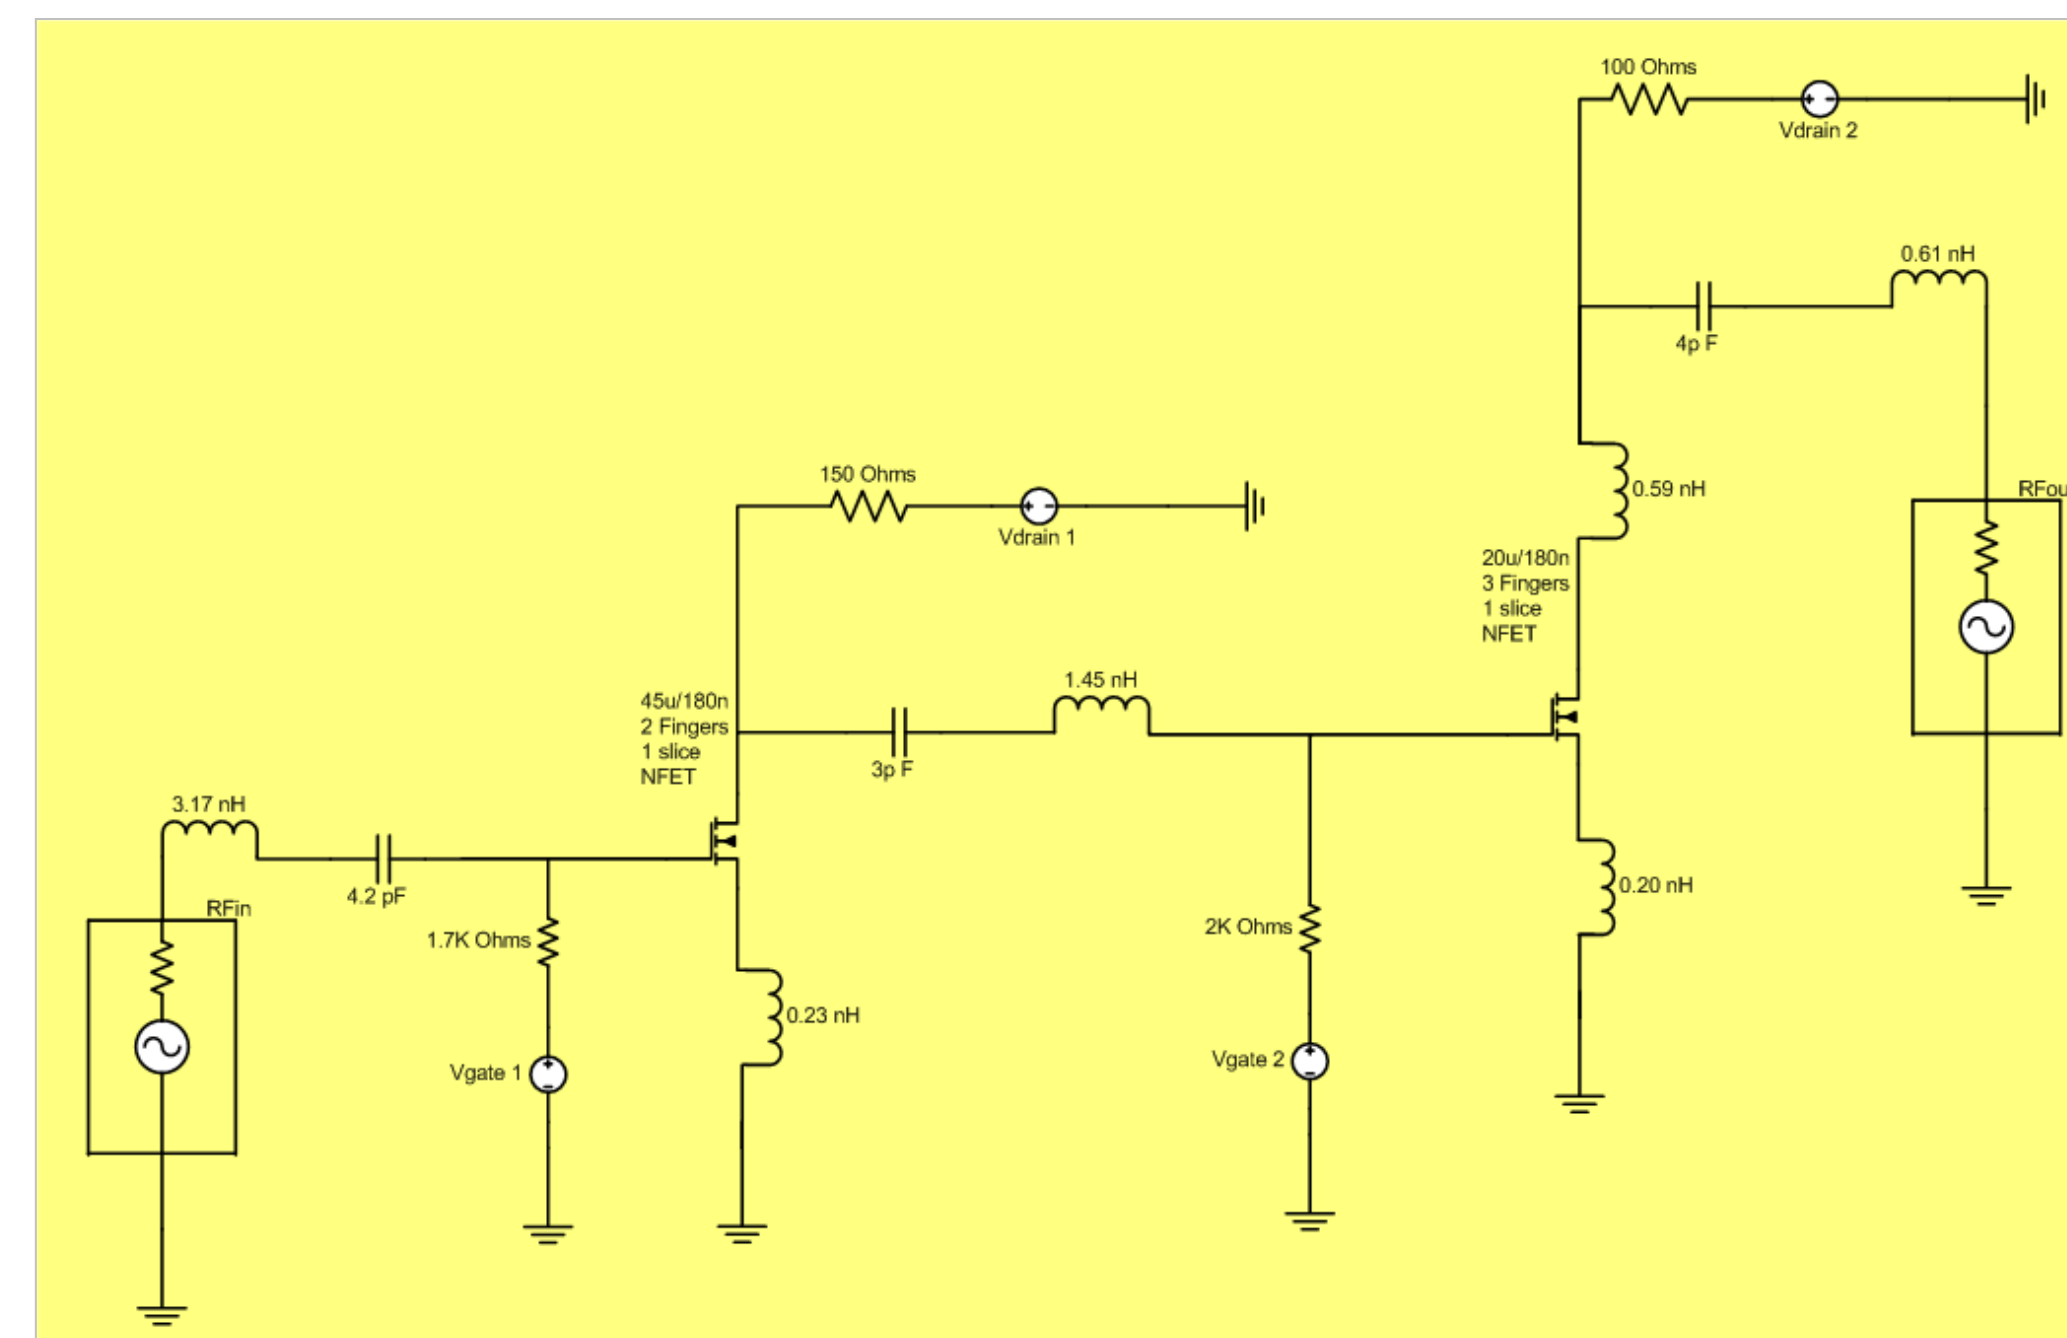 100 Ohms
Vdrain 2
0.61 nH
4p F
150 Ohms
Vdrain 1
0.59 nH
RFou
20u/180n
3 Fingers
1 slice
NFET
45u/180n
2 Fingers
1 slice
NFET
1.45 nH
3p F
3.17 nH
4.2 pF
RFin
1.7K Ohms
2K Ohms
0.20 nH
0.23 nH
Vgate 1
Vgate 2